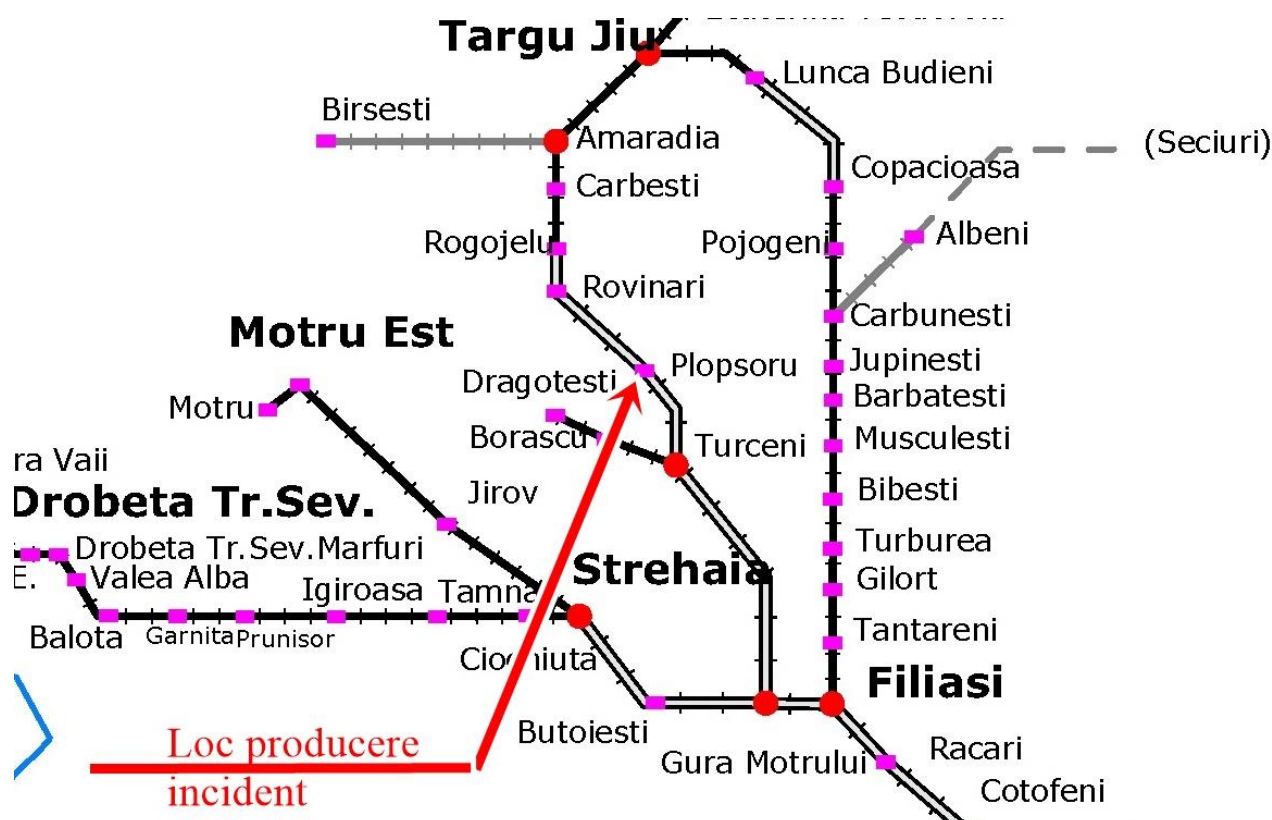 Targu Jiu
Lunca Budieni
Birsesti
Amaradia
(Seciuri)
Copacioasa
Carbesti
Rogojelu
Pojogeni
Albeni
Rovinari
Carbunesti
Motru Est
Plopsoru
Jupinesti
Dragotesti
Barbatesti
Motru
Borascu
Turceni
Musculesti
ra Vaii
Jirov
Bibesti
Drobeta Tr.Sev.
Drobeta Tr.Sev.Marfuri
Turburea
E.
Valea Alba
Igiroasa
Tamna
Strehaia
Gilort
Balota
Garnita
Prunisor
Tantareni
Filiasi
Butoiesti
Loc producere
incident
Gura Motrului
Racari
Cotofeni